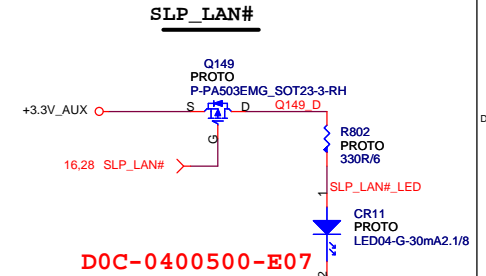 SLP_LAN#
Q149
PROTO
P-PA503EMG_SOT23-3-RH
+3.3V_AUX
S
D
Q149_D
G
R802
PROTO
330R/6
16,28 SLP_LAN#
1
SLP_LAN#_LED
CR11
PROTO
LED04-G-30mA2.1/8
D0C-0400500-E07
2
D